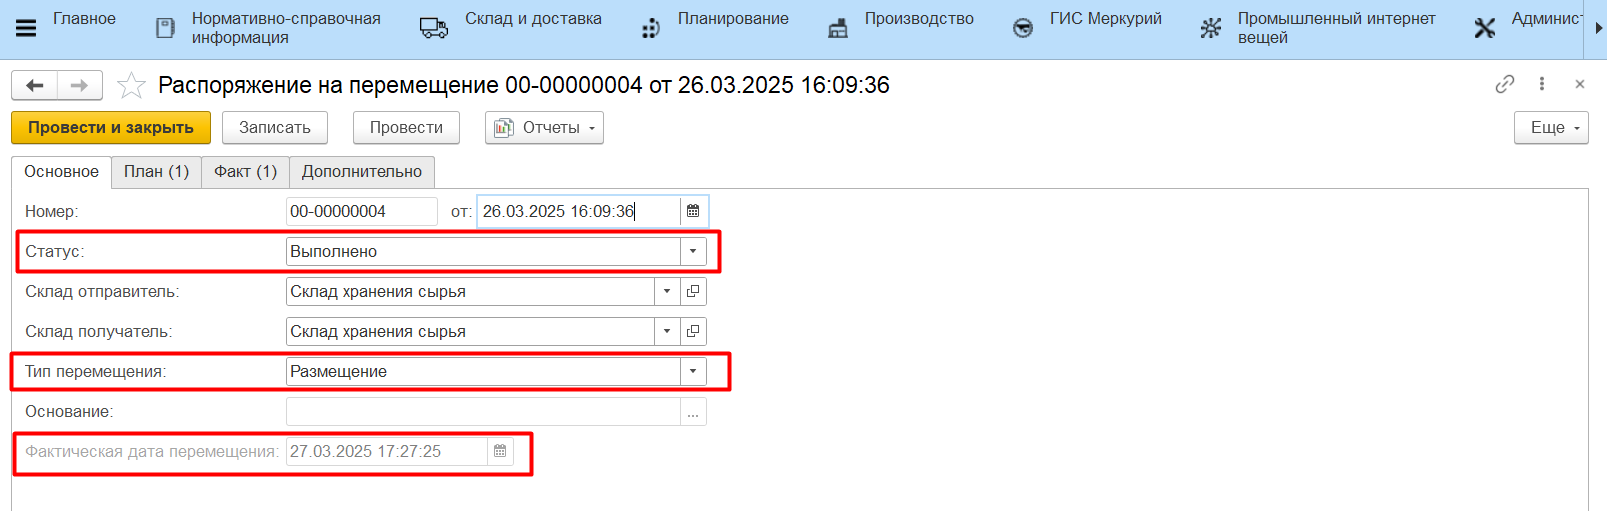 Главное
Нормативно-справочная
информация
Склад и доставка
Планирование
Производство
ГИС Меркурий
Промышленный интернет
вещей
Админист
Распоряжение на перемещение 00-00000004 от 26.03.2025 16:09:36
Провести и закрыть
Записать
Провести
Отчеты
Еще
Основное
План (1)
Факт (1)
Дополнительно
Номер: 00-00000004 от: 26.03.2025 16:09:36
Статус: Выполнено
Склад отправитель: Склад хранения сырья
Склад получатель: Склад хранения сырья
Тип перемещения: Размещение
Основание: ...
Фактическая дата перемещения: 27.03.2025 17:27:25